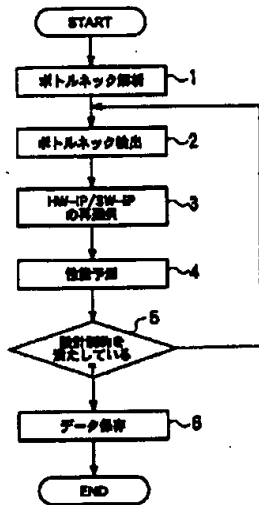 START
ボトルネック解析
1
ボトルネック検出
2
HW-IP/SW-IP
の再選択
3
性能予測
4
設計制約を
満たしている
5
データ保存
6
END